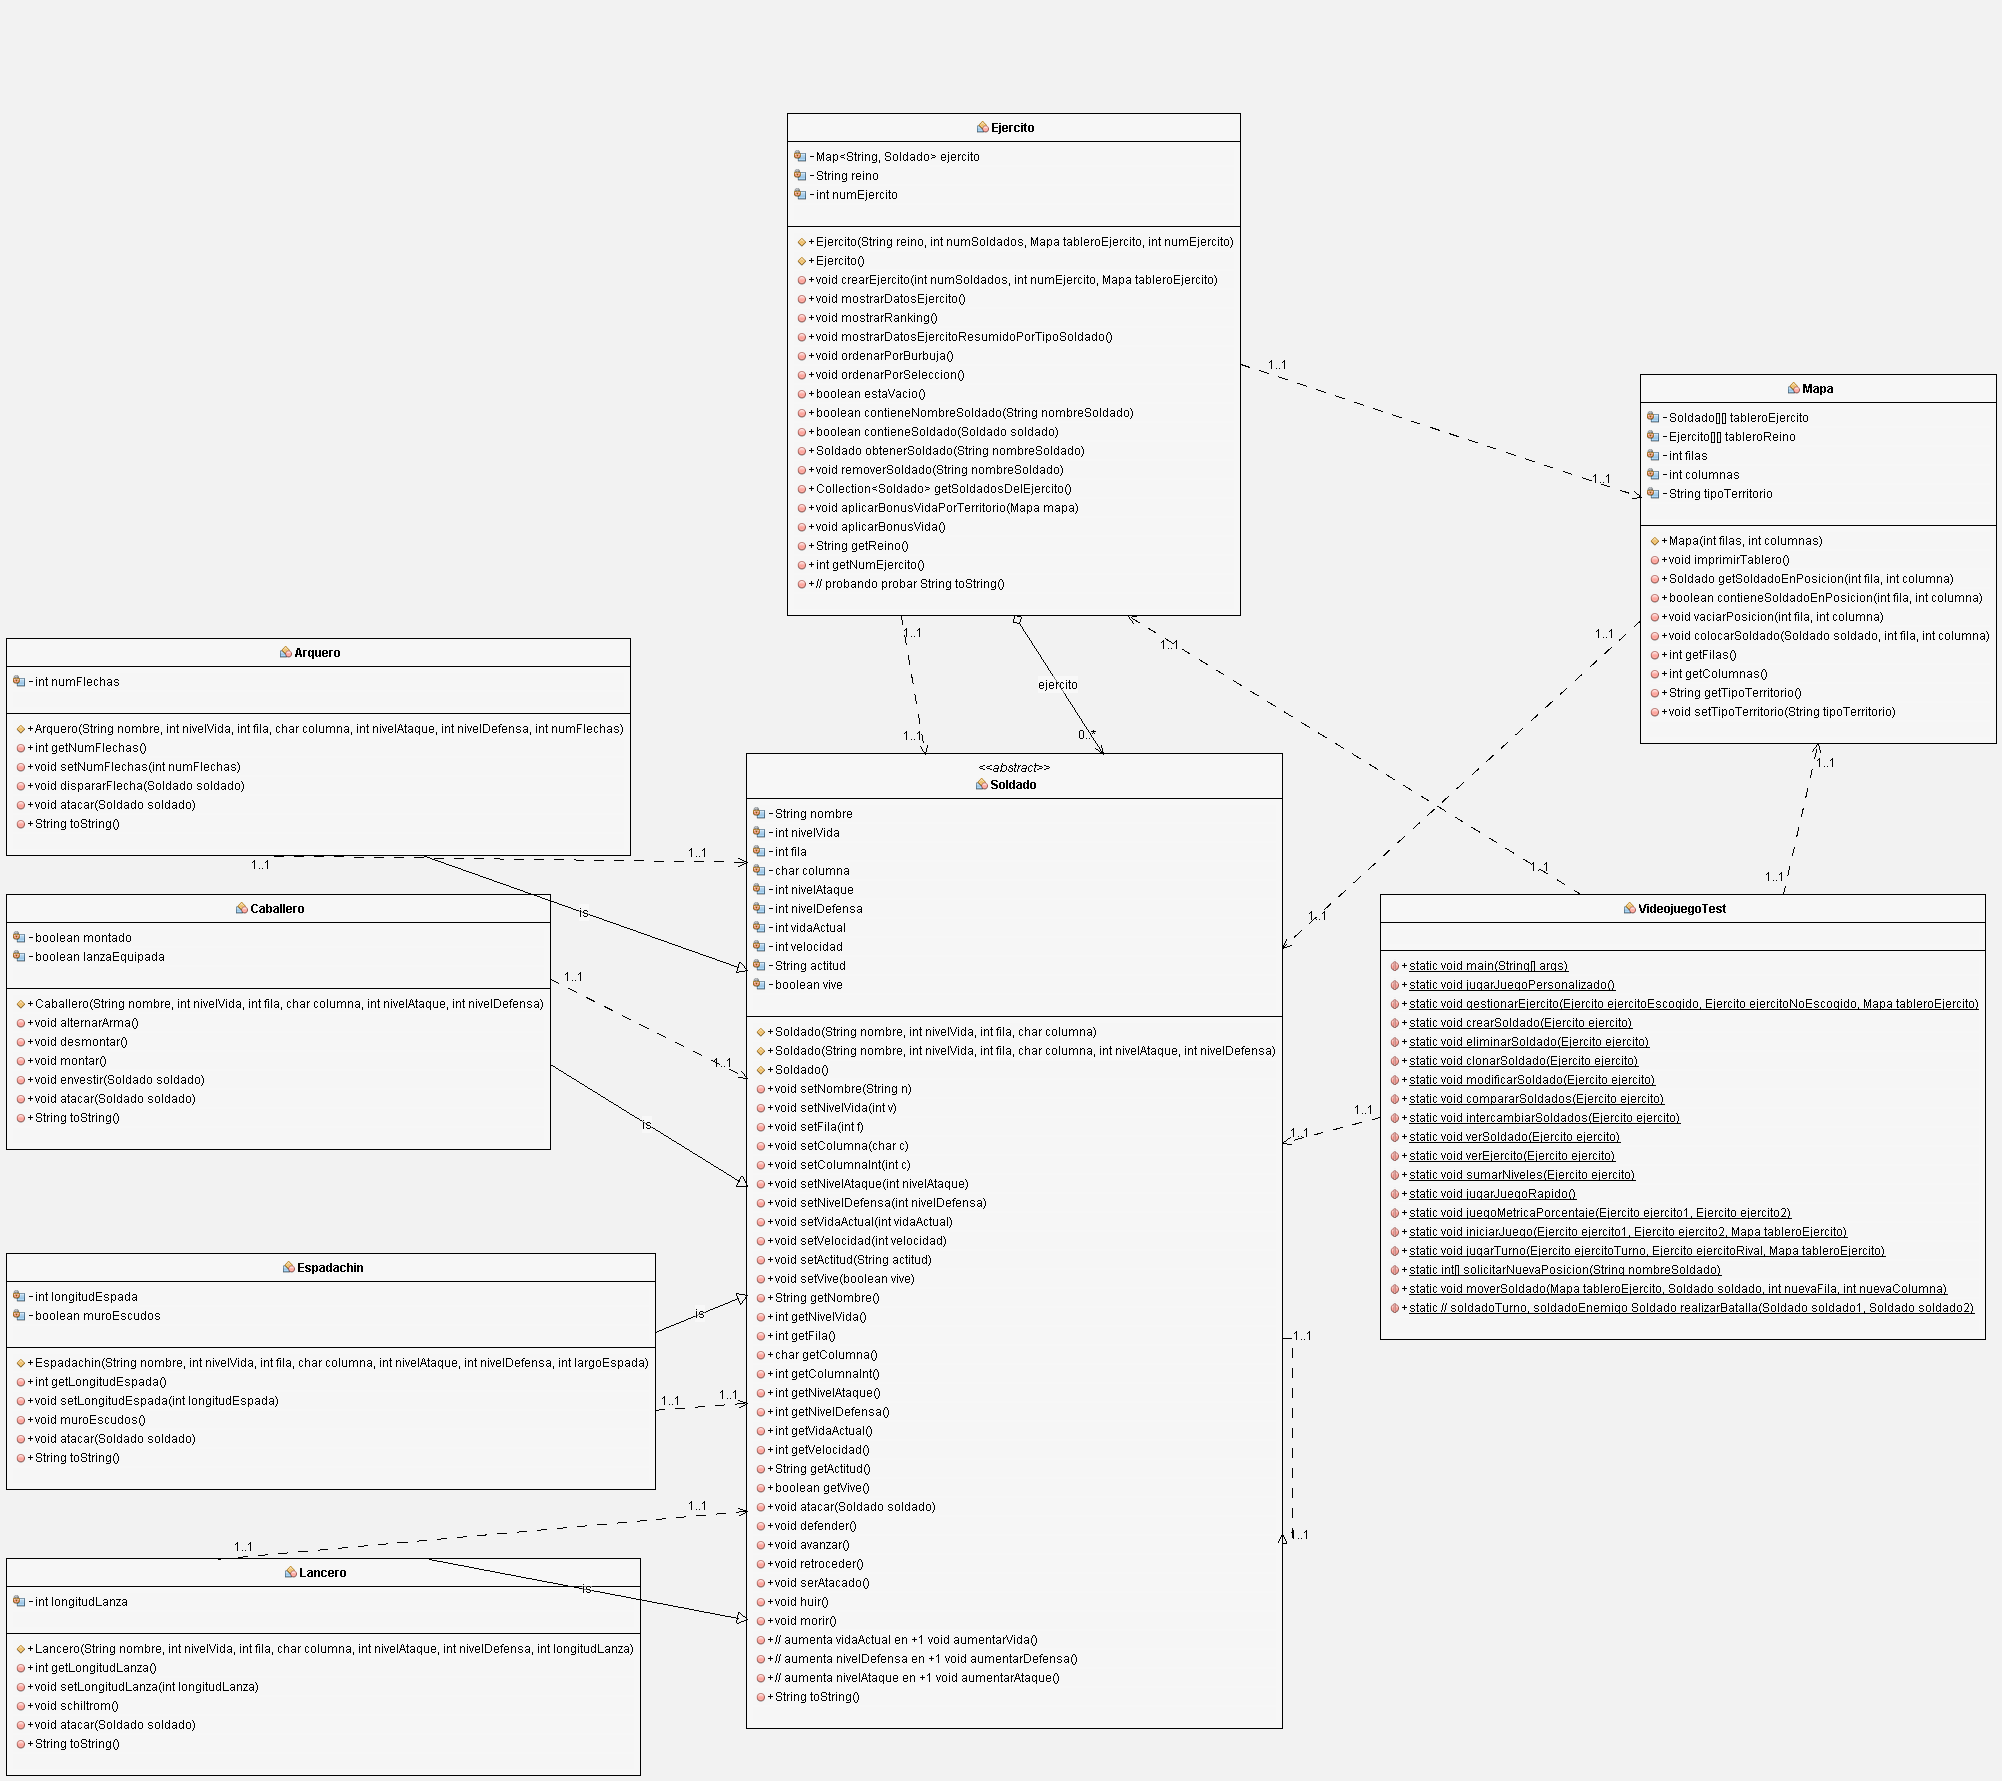 Ejercito
-Map<String, Soldado> ejercito
-String reino
-int numEjercito
+Ejercito(String reino, int numSoldados, Mapa tableroEjercito, int numEjercito)
+Ejercito()
+void crearEjercito(int numSoldados, int numEjercito, Mapa tableroEjercito)
+void mostrarDatosEjercito()
+void mostrarRanking()
+void mostrarDatosEjercitoResumidoPorTipoSoldado()
+void ordenarPorBurbuja()
+void ordenarPorSeleccion()
+boolean estaVacio()
+boolean contieneNombreSoldado(String nombreSoldado)
+boolean contieneSoldado(Soldado soldado)
+Soldado obtenerSoldado(String nombreSoldado)
+void removerSoldado(String nombreSoldado)
+Collection<Soldado> getSoldadosDelEjercito()
+void aplicarBonusVidaPorTerritorio(Mapa mapa)
+void aplicarBonusVida()
+String getReino()
+int getNumEjercito()
+// probando probar String toString()
1..1
1..1
Mapa
-Soldado[][] tableroEjercito
-Ejercito[][] tableroReino
-int filas
-int columnas
-String tipoTerritorio
+Mapa(int filas, int columnas)
+void imprimirTablero()
+Soldado getSoldadoEnPosicion(int fila, int columna)
+boolean contieneSoldadoEnPosicion(int fila, int columna)
+void vaciarPosicion(int fila, int columna)
+void colocarSoldado(Soldado soldado, int fila, int columna)
+int getFilas()
+int getColumnas()
+String getTipoTerritorio()
+void setTipoTerritorio(String tipoTerritorio)
1..1
1..1
1..1
ejercito
1..1
0..*
1..1
1..1
1..1
1..1
Arquero
-int numFlechas
+Arquero(String nombre, int nivelVida, int fila, char columna, int nivelAtaque, int nivelDefensa, int numFlechas)
+int getNumFlechas()
+void setNumFlechas(int numFlechas)
+void dispararFlecha(Soldado soldado)
+void atacar(Soldado soldado)
+String toString()
1..1
1..1
is
Caballero
-boolean montado
-boolean lanzaEquipada
+Caballero(String nombre, int nivelVida, int fila, char columna, int nivelAtaque, int nivelDefensa)
+void alternarArma()
+void desmontar()
+void montar()
+void envestir(Soldado soldado)
+void atacar(Soldado soldado)
+String toString()
1..1
1..1
is
Espadachin
-int longitudEspada
-boolean muroEscudos
+Espadachin(String nombre, int nivelVida, int fila, char columna, int nivelAtaque, int nivelDefensa, int largoEspada)
+int getLongitudEspada()
+void setLongitudEspada(int longitudEspada)
+void muroEscudos()
+void atacar(Soldado soldado)
+String toString()
is
1..1
1..1
Lancero
-int longitudLanza
+Lancero(String nombre, int nivelVida, int fila, char columna, int nivelAtaque, int nivelDefensa, int longitudLanza)
+int getLongitudLanza()
+void setLongitudLanza(int longitudLanza)
+void schiltrom()
+void atacar(Soldado soldado)
+String toString()
1..1
1..1
is
<<abstract>>
Soldado
-String nombre
-int nivelVida
-int fila
-char columna
-int nivelAtaque
-int nivelDefensa
-int vidaActual
-int velocidad
-String actitud
-boolean vive
+Soldado(String nombre, int nivelVida, int fila, char columna)
+Soldado(String nombre, int nivelVida, int fila, char columna, int nivelAtaque, int nivelDefensa)
+Soldado()
+void setNombre(String n)
+void setNivelVida(int v)
+void setFila(int f)
+void setColumna(char c)
+void setColumnaInt(int c)
+void setNivelAtaque(int nivelAtaque)
+void setNivelDefensa(int nivelDefensa)
+void setVidaActual(int vidaActual)
+void setVelocidad(int velocidad)
+void setActitud(String actitud)
+void setVive(boolean vive)
+String getNombre()
+int getNivelVida()
+int getFila()
+char getColumna()
+int getColumnaInt()
+int getNivelAtaque()
+int getNivelDefensa()
+int getVidaActual()
+int getVelocidad()
+String getActitud()
+boolean getVive()
+void atacar(Soldado soldado)
+void defender()
+void avanzar()
+void retroceder()
+void serAtacado()
+void huir()
+void morir()
+// aumenta vidaActual en +1 void aumentarVida()
+// aumenta nivelDefensa en +1 void aumentarDefensa()
+// aumenta nivelAtaque en +1 void aumentarAtaque()
+String toString()
1..1
1..1
1..1
1..1
1..1
VideojuegoTest
+static void main(String[] args)
+static void jugarJuegoPersonalizado()
+static void gestionarEjercito(Ejercito ejercitoEscogido, Ejercito ejercitoNoEscogido, Mapa tableroEjercito)
+static void crearSoldado(Ejercito ejercito)
+static void eliminarSoldado(Ejercito ejercito)
+static void clonarSoldado(Ejercito ejercito)
+static void modificarSoldado(Ejercito ejercito)
+static void compararSoldados(Ejercito ejercito)
+static void intercambiarSoldados(Ejercito ejercito)
+static void verSoldado(Ejercito ejercito)
+static void verEjercito(Ejercito ejercito)
+static void sumarNiveles(Ejercito ejercito)
+static void jugarJuegoRapido()
+static void juegoMetricaPorcentaje(Ejercito ejercito1, Ejercito ejercito2)
+static void iniciarJuego(Ejercito ejercito1, Ejercito ejercito2, Mapa tableroEjercito)
+static void jugarTurno(Ejercito ejercitoTurno, Ejercito ejercitoRival, Mapa tableroEjercito)
+static int[] solicitarNuevaPosicion(String nombreSoldado)
+static void moverSoldado(Mapa tableroEjercito, Soldado soldado, int nuevaFila, int nuevaColumna)
+static // soldadoTurno, soldadoEnemigo Soldado realizarBatalla(Soldado soldado1, Soldado soldado2)